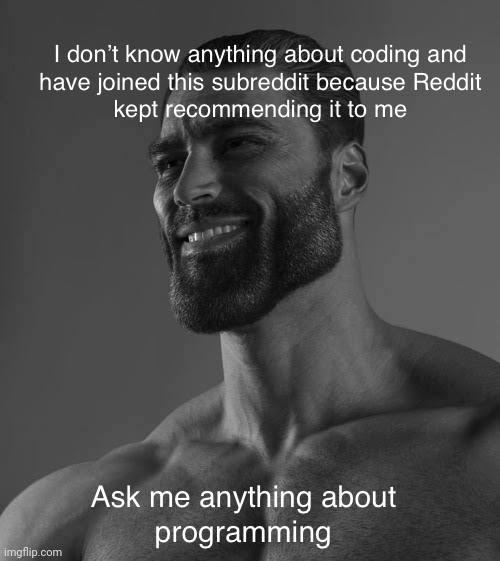 I don’t know anything about coding and
have joined this subreddit because Reddit
kept recommending it to me
Ask me anything about
programming
imgflip.com